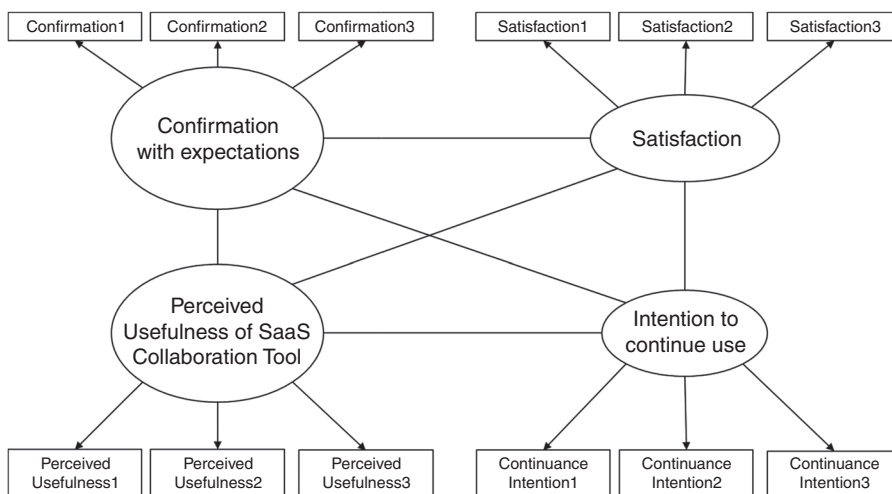 Confirmation1
Confirmation2
Confirmation3
Satisfaction1
Satisfaction2
Satisfaction3
Confirmation
with expectations
Satisfaction
Perceived
Usefulness of SaaS
Collaboration Tool
Intention to
continue use
Perceived
Usefulness1
Perceived
Usefulness2
Perceived
Usefulness3
Continuance
Intention1
Continuance
Intention2
Continuance
Intention3